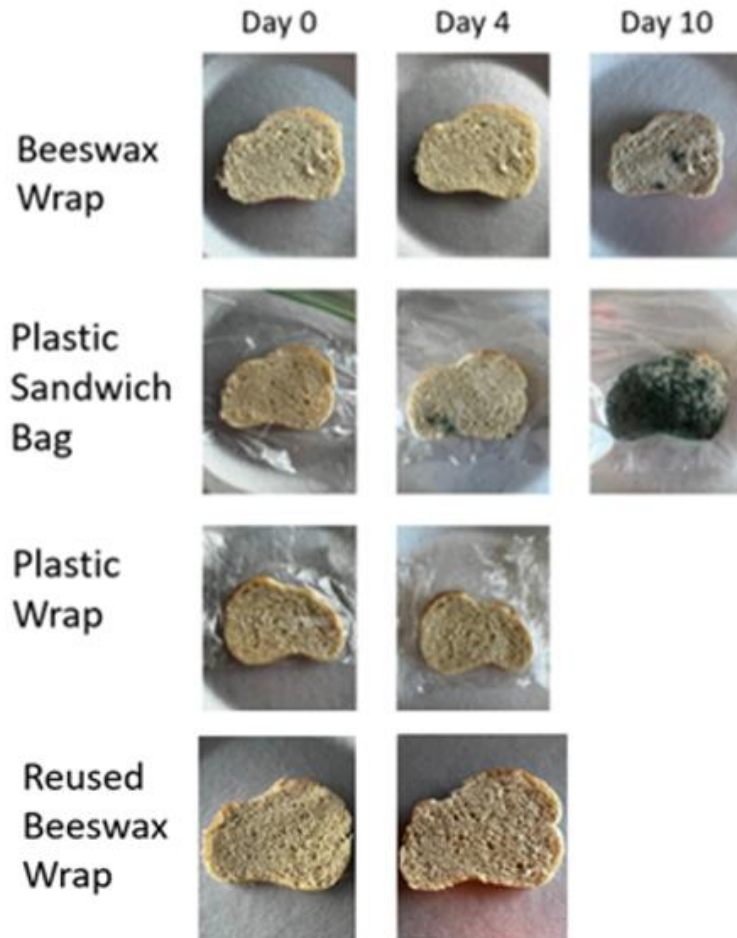 Day 0 Day 4 Day 10
Beeswax
Wrap
Plastic
Sandwich
Bag
Plastic
Wrap
Reused
Beeswax
Wrap